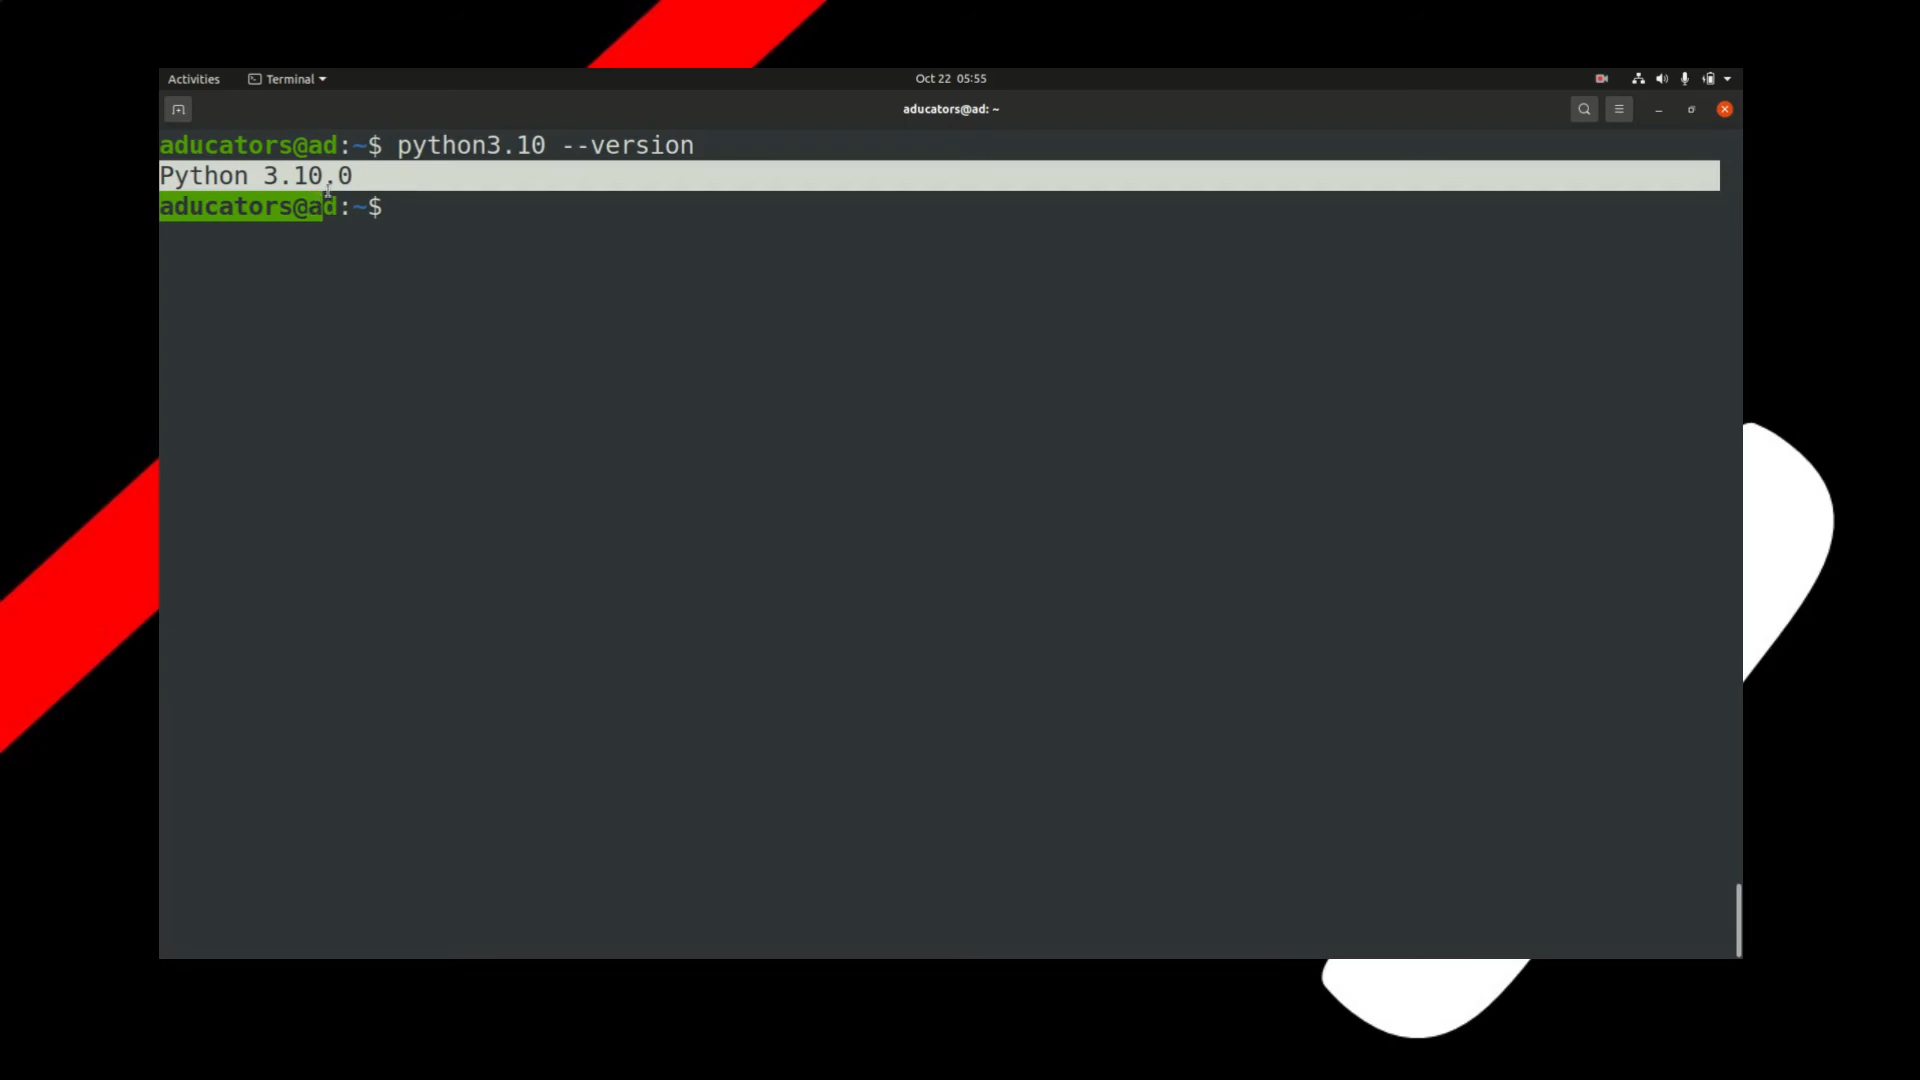 Activities
Terminal
Oct 22 05:55
aducators@ad: ~
aducators@ad:~$ python3.10 --version
Python 3.10.0
aducators@ad:~$